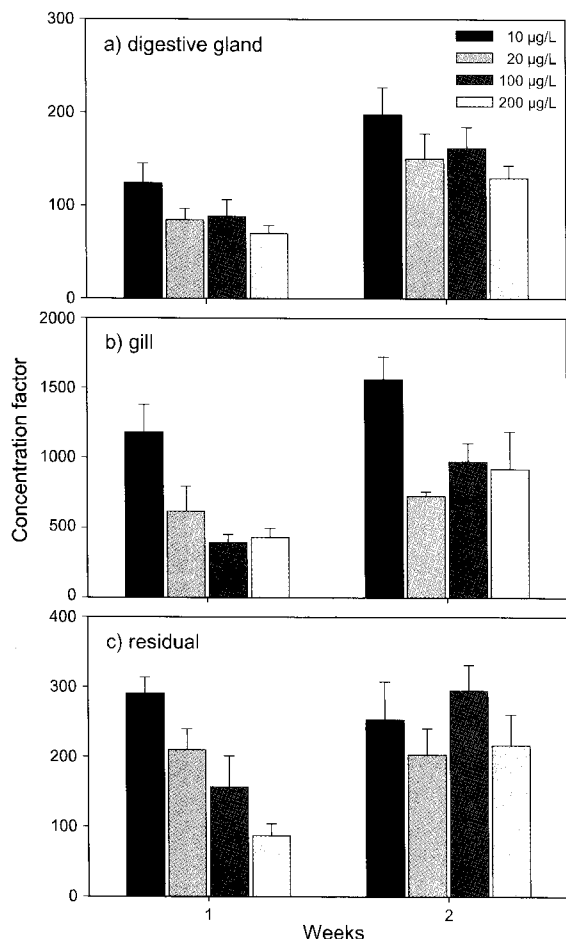 a) digestive gland
10 µg/L
20 µg/L
100 µg/L
200 µg/L
300
200
100
0
b) gill
2000
1500
1000
500
0
Concentration factor
c) residual
400
300
200
100
0
1
2
Weeks